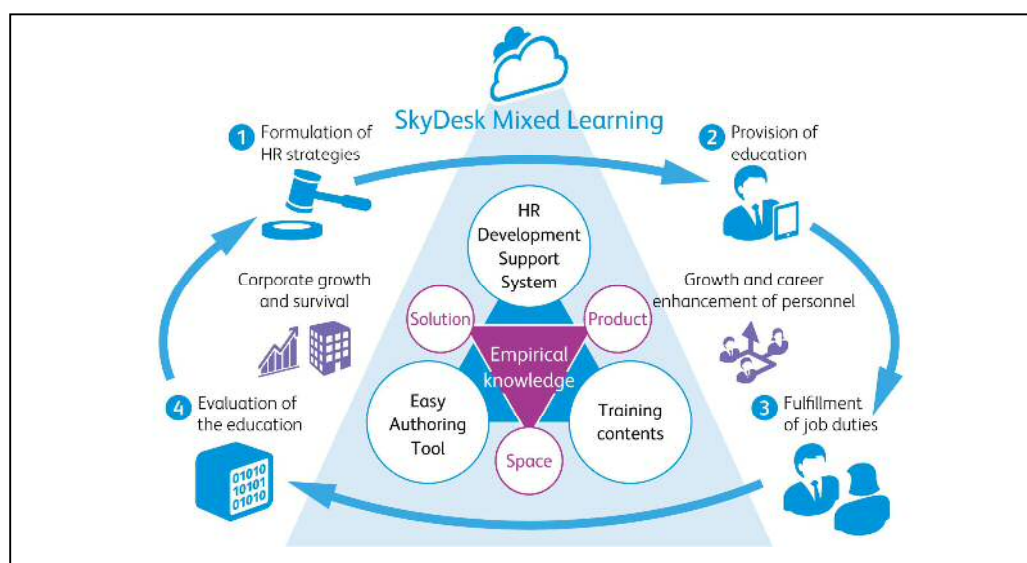 SkyDesk Mixed Learning
1 Formulation of
HR strategies
2 Provision of
education
HR
Development
Support
System
Corporate growth
and survival
Growth and career
enhancement of personnel
Solution
Product
Empirical
knowledge
4 Evaluation of
the education
Easy
Authoring
Tool
Training
contents
3 Fulfillment
of job duties
Space
01010
10101
01010